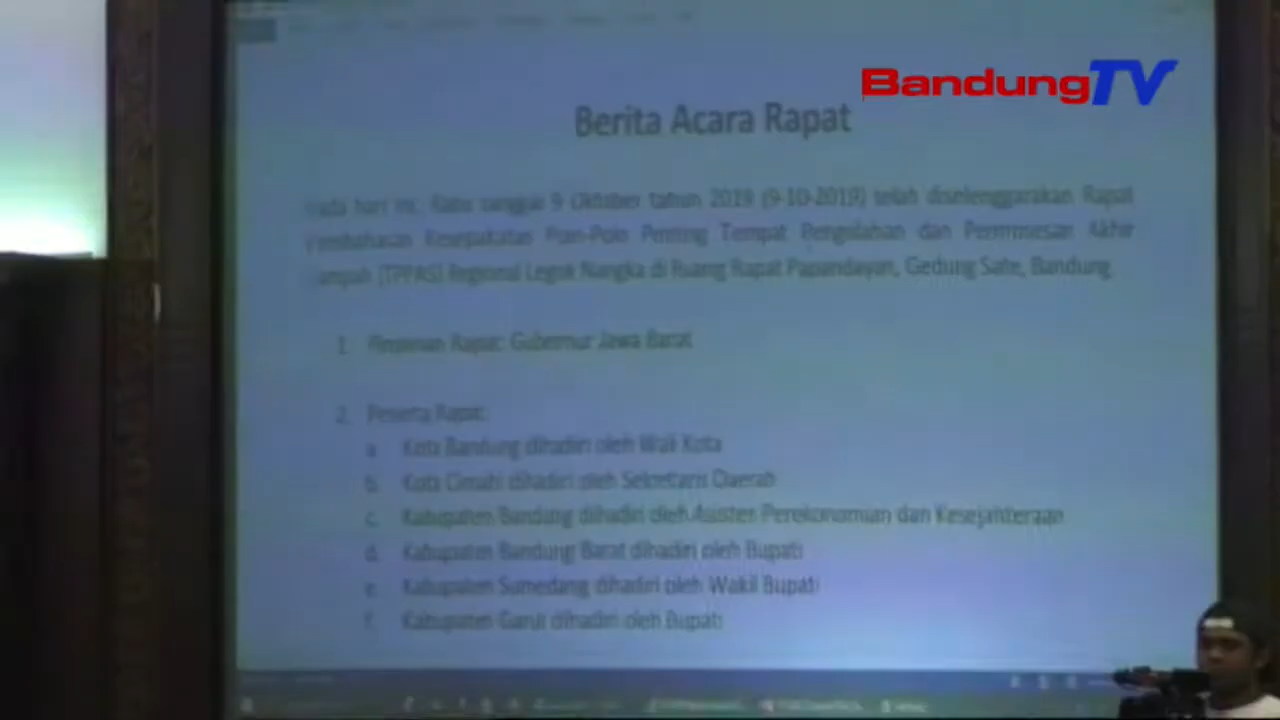 BandungTV
Berita Acara Rapat
Pada hari ini, Rabu tanggal 9 Oktober tahun 2019 (9-10-2019) telah diselenggarakan Rapat
Pembahasan Kesepakatan Poin-Poin Penting Tempat Pengolahan dan Pemrosesan Akhir
Sampah (TPPAS) Regional Legok Nangka di Ruang Rapat Papandayan, Gedung Sate, Bandung
1. Pimpinan Rapat: Gubernur Jawa Barat
2. Peserta Rapat:
a. Kota Bandung dihadiri oleh Wali Kota
b. Kota Cimahi dihadiri oleh Sekretaris Daerah
c. Kabupaten Bandung dihadiri oleh Asisten Perekonomian dan Kesejahteraan
d. Kabupaten Bandung Barat dihadiri oleh Bupati
e. Kabupaten Sumedang dihadiri oleh Wakil Bupati
f. Kabupaten Garut dihadiri oleh Bupati